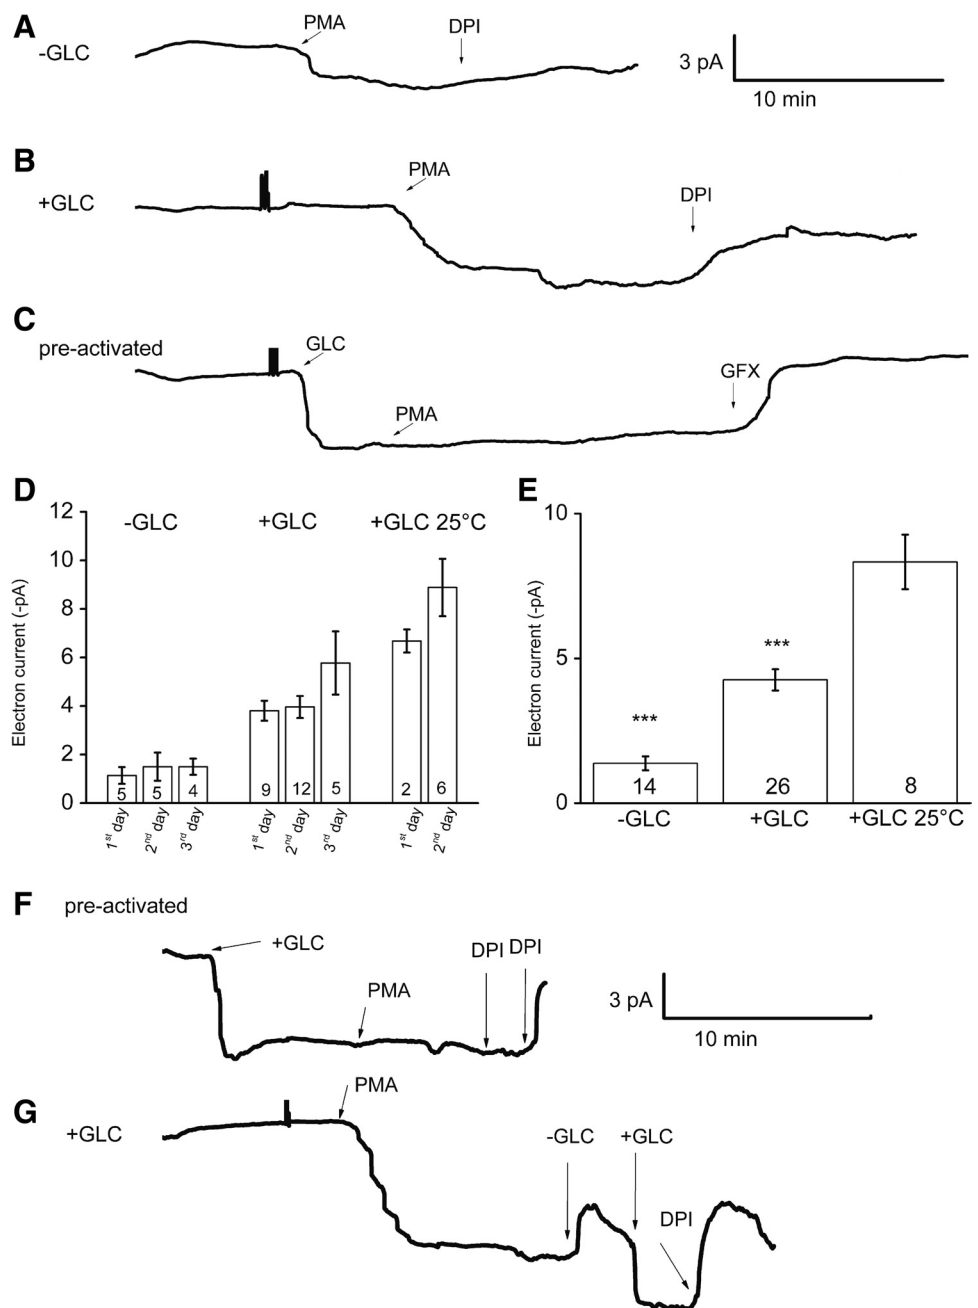 A
-GLC
PMA
DPI
3 pA
10 min
B
+GLC
PMA
DPI
C
pre-activated
GLC
PMA
GFX
D
Electron current (-pA)
12
10
8
6
4
2
0
-GLC
+GLC
+GLC 25°C
5
5
4
9
12
5
2
6
1st day
2nd day
3rd day
1st day
2nd day
3rd day
1st day
2nd day
E
Electron current (-pA)
10
5
0
***
***
14
26
8
-GLC
+GLC
+GLC 25°C
F
pre-activated
+GLC
PMA
DPI
DPI
3 pA
10 min
G
+GLC
PMA
-GLC
+GLC
DPI